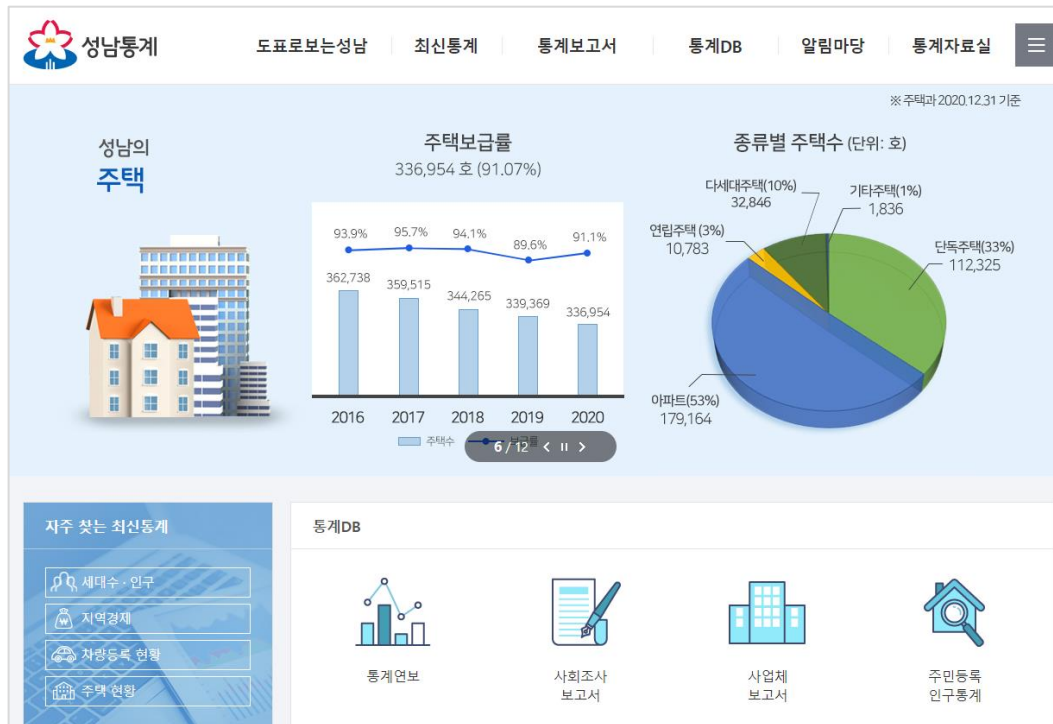 성남통계
도표로보는성남
최신통계
통계보고서
통계DB
알림마당
통계자료실
※ 주택과 2020.12.31 기준
성남의
주택
주택보급률
336,954 호 (91.07%)
93.9%
95.7%
94.1%
89.6%
91.1%
362,738
359,515
344,265
339,369
336,954
2016
2017
2018
2019
2020
주택수
보급률
6 / 12
종류별 주택수 (단위: 호)
다세대주택(10%)
32,846
기타주택(1%)
1,836
연립주택 (3%)
10,783
단독주택(33%)
112,325
아파트(53%)
179,164
자주 찾는 최신통계
세대수 · 인구
지역경제
차량등록 현황
주택 현황
통계DB
통계연보
사회조사
보고서
사업체
보고서
주민등록
인구통계